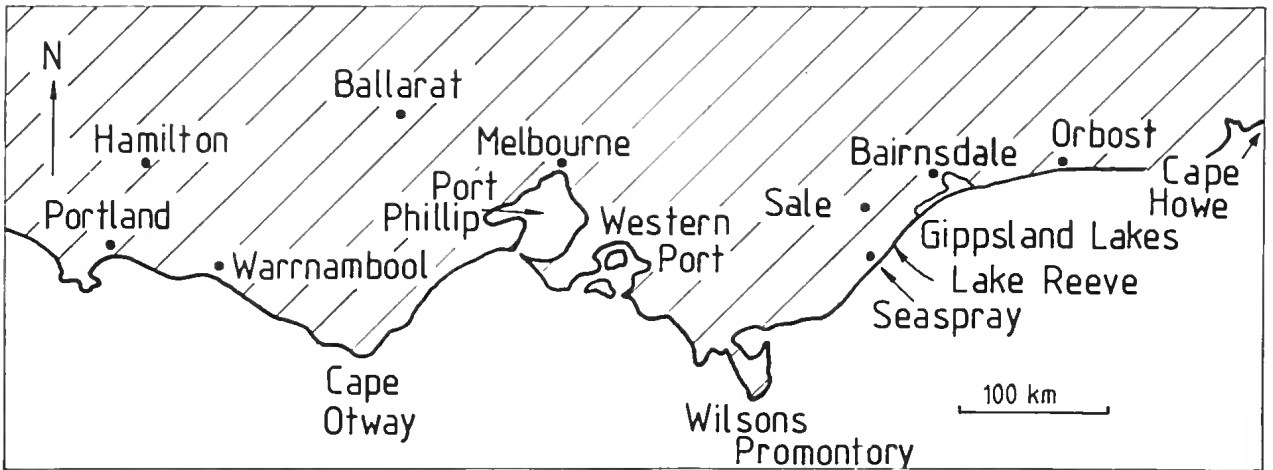 N
Ballarat
Hamilton
Melbourne
Orbost
Bairnsdale
Cape
Howe
Port
Phillip
Portland
Sale
Western
Port
Gippsland Lakes
Warrnambool
Lake Reeve
Seaspray
Cape
Otway
100 km
Wilsons
Promontory